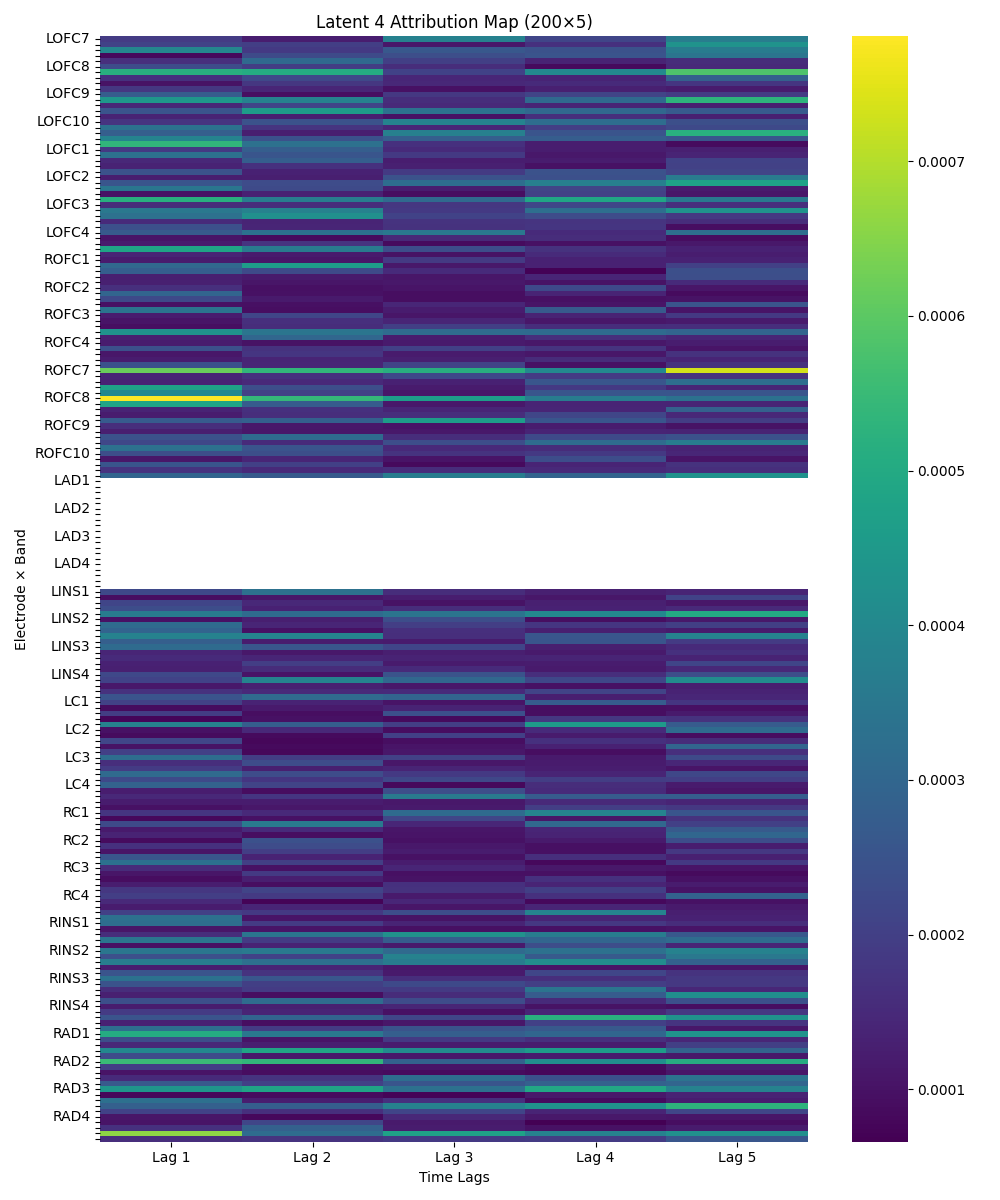 Latent 4 Attribution Map (200×5)
LOFC7
LOFC8
LOFC9
LOFC10
LOFC1
LOFC2
LOFC3
LOFC4
ROFC1
ROFC2
ROFC3
ROFC4
ROFC7
ROFC8
ROFC9
ROFC10
LAD1
LAD2
LAD3
LAD4
LINS1
LINS2
LINS3
LINS4
LC1
LC2
LC3
LC4
RC1
RC2
RC3
RC4
RINS1
RINS2
RINS3
RINS4
RAD1
RAD2
RAD3
RAD4
Electrode × Band
Lag 1 Lag 2 Lag 3 Lag 4 Lag 5
Time Lags
0.0007
0.0006
0.0005
0.0004
0.0003
0.0002
0.0001